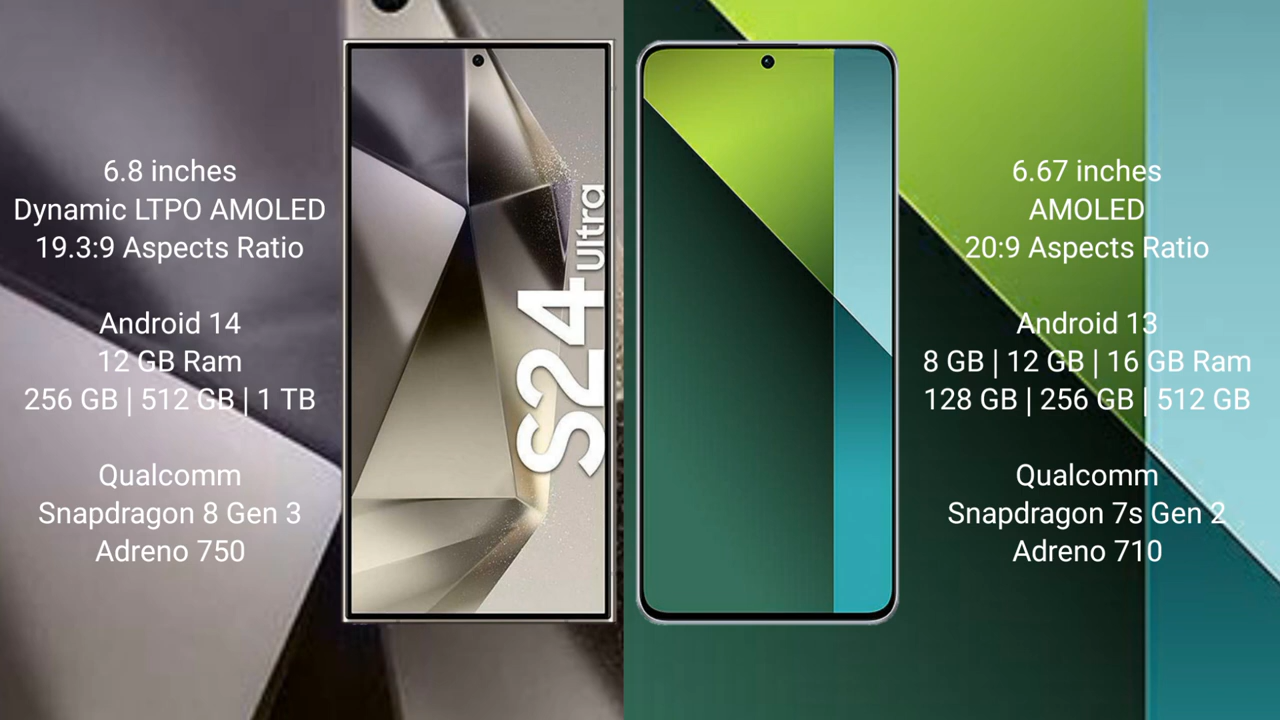 6.8 inches
Dynamic LTPO AMOLED
19.3:9 Aspects Ratio
Android 14
12 GB Ram
256 GB | 512 GB | 1 TB
Qualcomm
Snapdragon 8 Gen 3
Adreno 750
S24 Ultra
6.67 inches
AMOLED
20:9 Aspects Ratio
Android 13
8 GB | 12 GB | 16 GB Ram
128 GB | 256 GB | 512 GB
Qualcomm
Snapdragon 7s Gen 2
Adreno 710